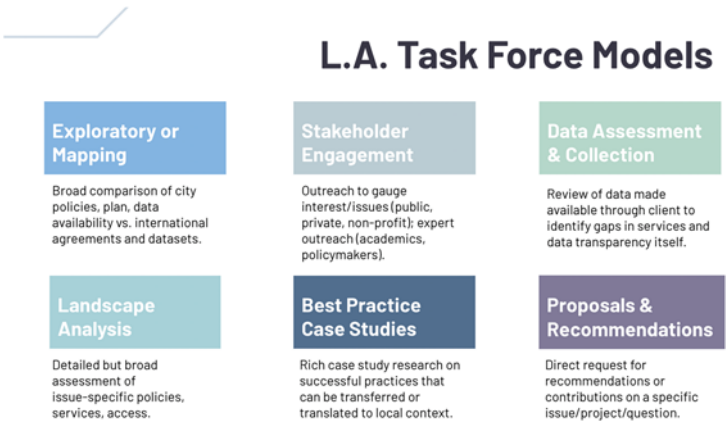 L.A. Task Force Models
Exploratory or
Mapping
Broad comparison of city
policies, plan, data
availability vs. international
agreements and datasets.
Stakeholder
Engagement
Outreach to gauge
interest/issues (public,
private, non-profit); expert
outreach (academics,
policymakers).
Data Assessment
& Collection
Review of data made
available through client to
identify gaps in services and
data transparency itself.
Landscape
Analysis
Detailed but broad
assessment of
issue-specific policies,
services, access.
Best Practice
Case Studies
Rich case study research on
successful practices that
can be transferred or
translated to local context.
Proposals &
Recommendations
Direct request for
recommendations or
contributions on a specific
issue/project/question.